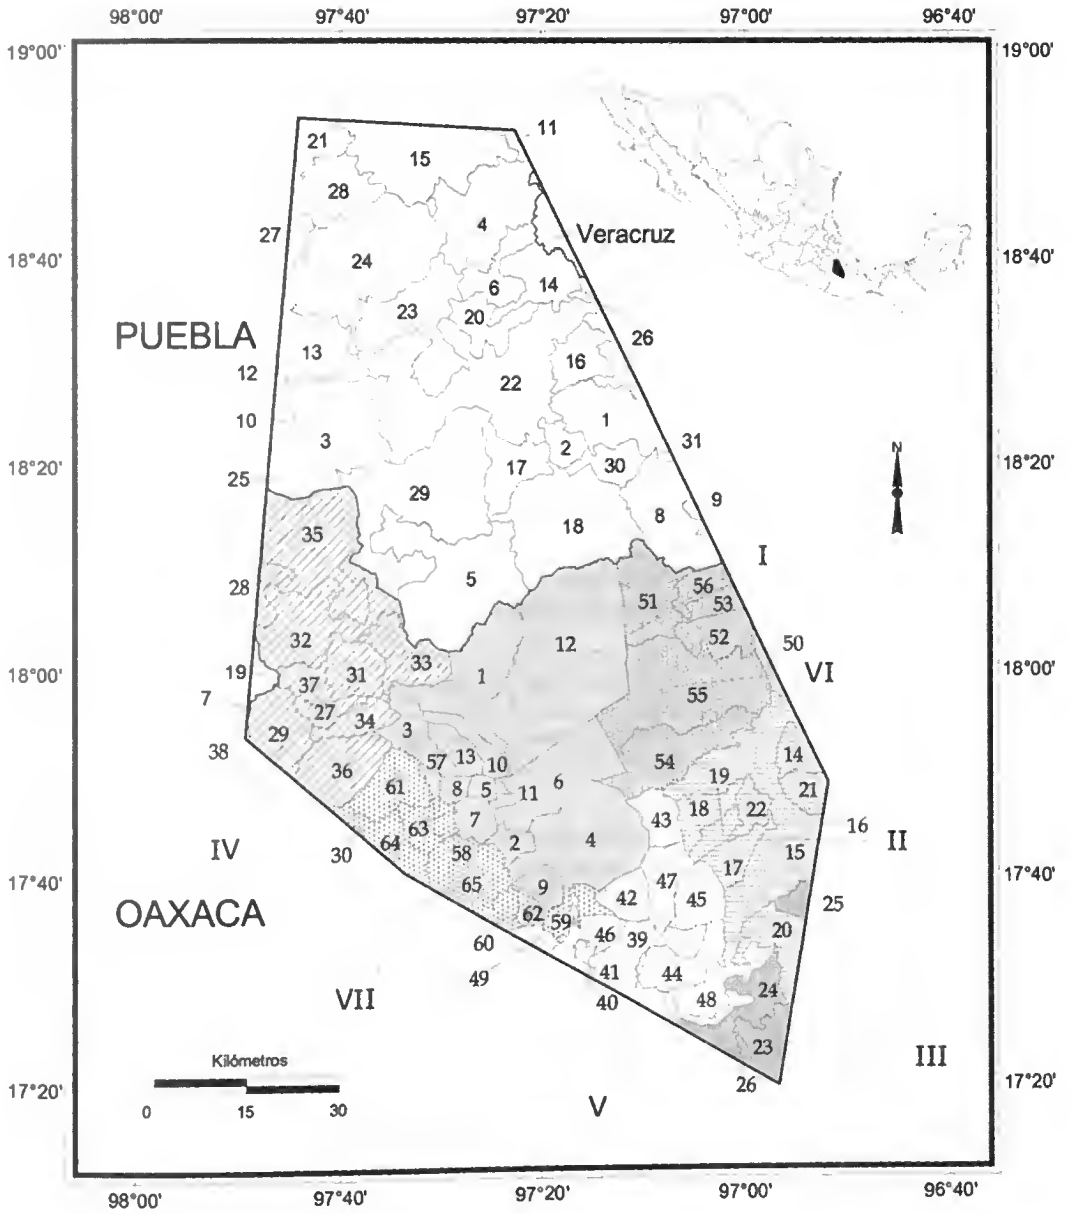 98°00' 97°40' 97°20' 97°00' 96°40'
19°00' 19°00'
21 15 11
28
4
27 Veracruz
24
18°40' 18°40'
6 14
23 20
PUEBLA 26
13 16
12 22
10 1
3 2 31
N
18°20' 17 30 18°20'
25
29 9
18 8
35
I
5
28 56
51 53
32 12 52 50
33
18°00' 19 31 1 VI 18°00'
7 37 55
27 34 3
29
38 57 13 10 54 14
36 19
61 8 5 11 6 21
18 22
63 7 43 16
IV 64 58 2 4 II
30 15
17 17°40'
17°40' 65 9 47
42 45 25
OAXACA 62 59
60 46 39 20
49 41 44
VII 40 48 24
Kilómetros
23 III
17°20' 26 17°20'
0 15 30 V
98°00' 97°40' 97°20' 97°00' 96°40'